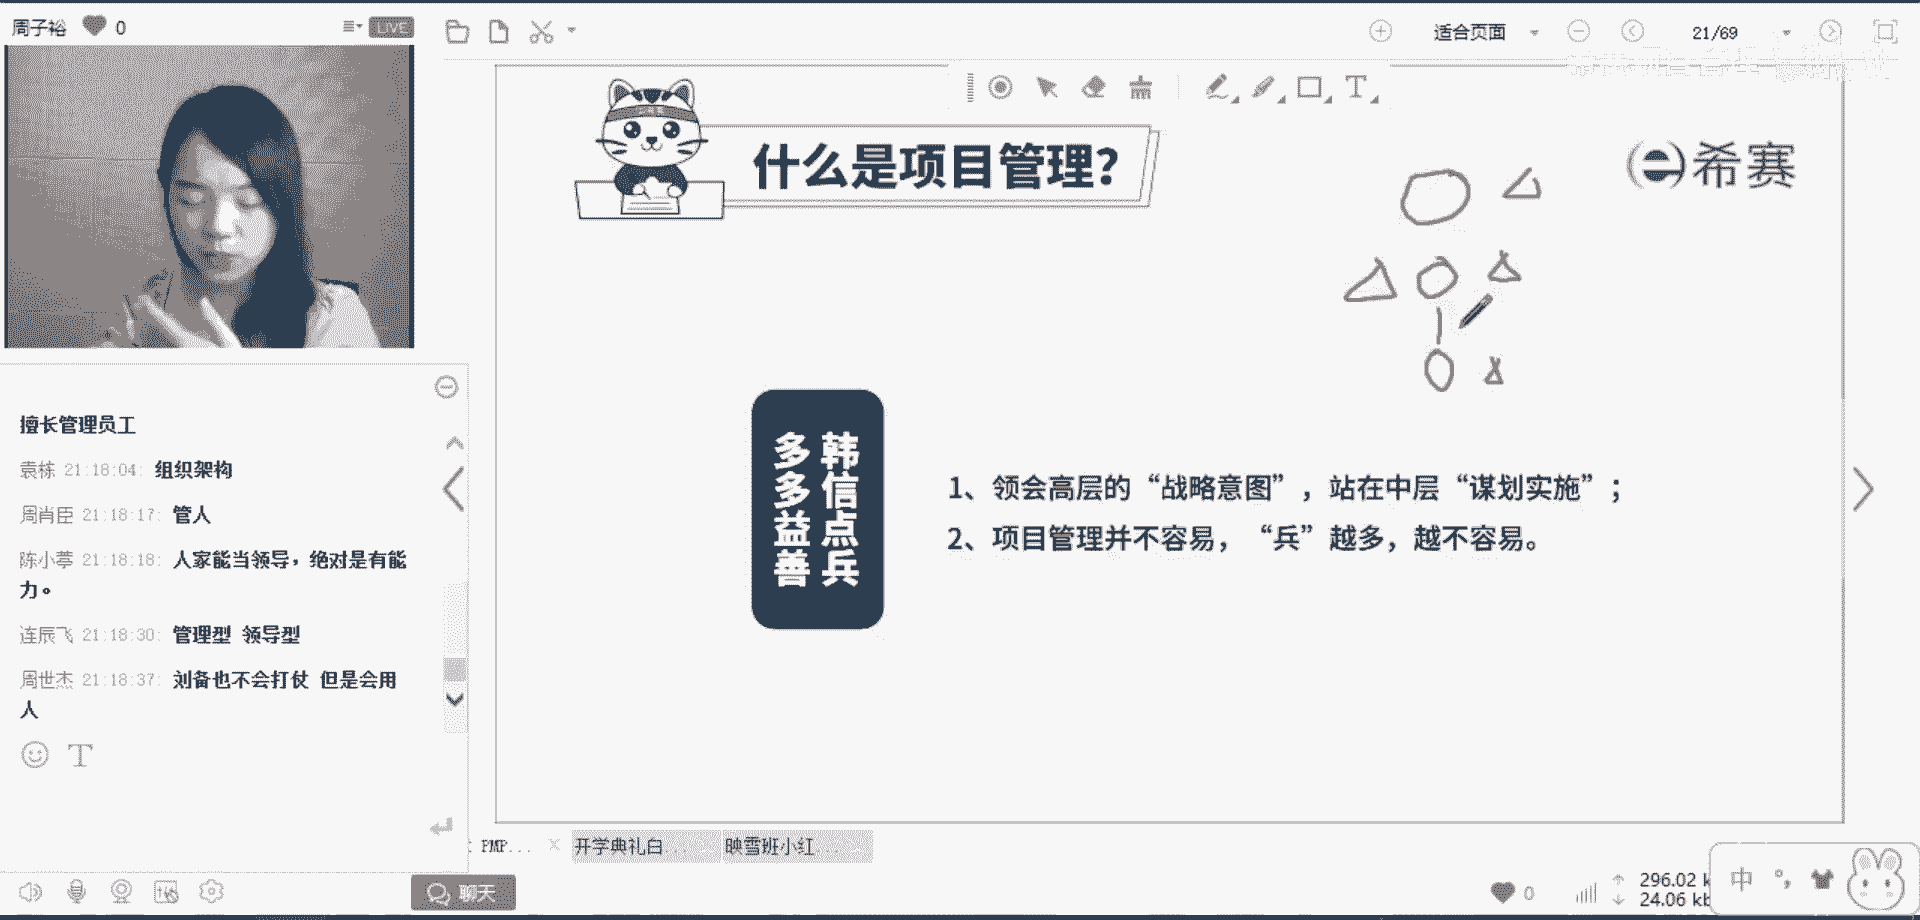 周子裕 0
LIVE
适合页面
21/69
什么是项目管理？
希赛
韩信点兵
多多益善
1、领会高层的“战略意图”，站在中层“谋划实施”；
2、项目管理并不容易，“兵”越多，越不容易。
擅长管理员工
袁栋 21:18:04: 组织架构
周肖臣 21:18:17: 管人
陈小葶 21:18:18: 人家能当领导，绝对是有能
力。
连辰飞 21:18:30: 管理型 领导型
周世杰 21:18:37: 刘备也不会打仗 但是会用
人
PMP...
开学典礼白...
映雪班小红...
聊天
0
296.02 k
24.06 kb
中